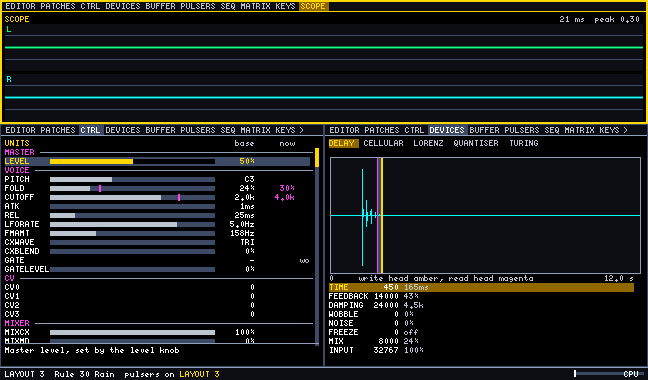 EDITOR PATCHES CTRL DEVICES BUFFER PULSERS SEQ MATRIX KEYS SCOPE
SCOPE 21 ms peak 0.30
L
R
EDITOR PATCHES CTRL DEVICES BUFFER PULSERS SEQ MATRIX KEYS >
UNITS base now
MASTER
LEVEL 50%
VOICE
PITCH C3
FOLD 24% 30%
CUTOFF 2.0k 4.0k
ATK 1ms
REL 25ms
LFORATE 5.0Hz
FMAMT 158Hz
CXWAVE TRI
CXBLEND 0%
GATE - wo
GATELEVEL 0%
CV
CV0 0
CV1 0
CV2 0
CV3 0
MIXER
MIXCX 100%
MIXMD 0%
Master level, set by the level knob
EDITOR PATCHES CTRL DEVICES BUFFER PULSERS SEQ MATRIX KEYS >
DELAY CELLULAR LORENZ QUANTISER TURING
0 write head amber, read head magenta 12.0 s
TIME 450 165ms
FEEDBACK 14000 43%
DAMPING 24000 4.5k
WOBBLE 0 0%
NOISE 0 0%
FREEZE 0 off
MIX 8000 24%
INPUT 32767 100%
LAYOUT 3 Rule 30 Rain pulsers on LAYOUT 3 CPU